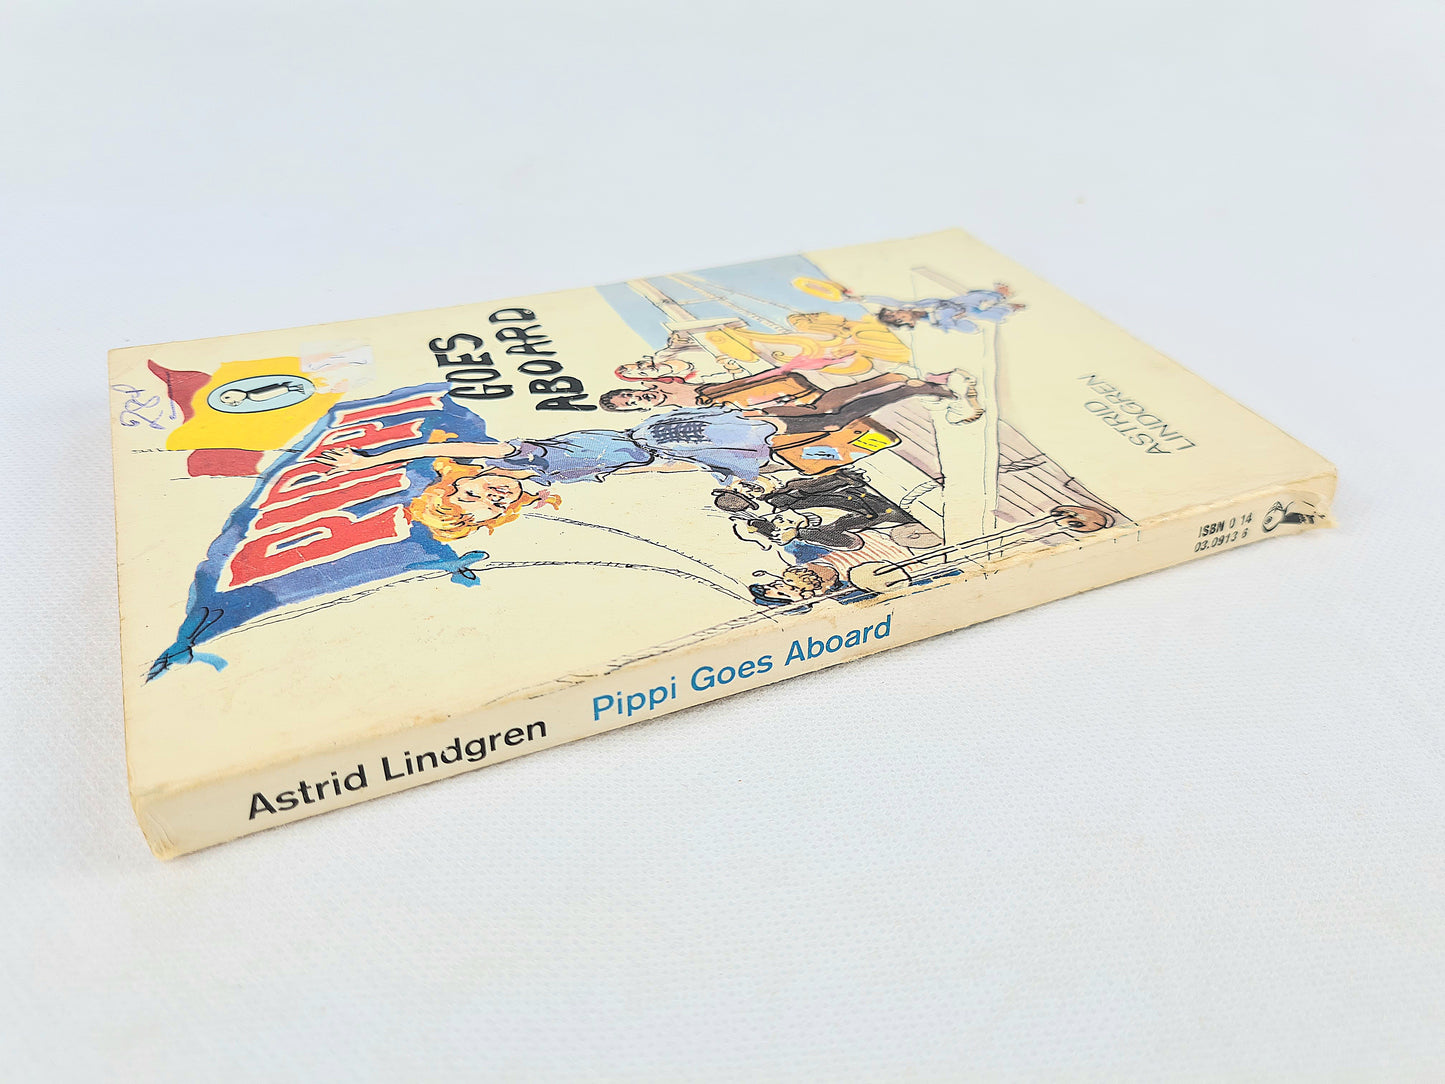 PIPPI
GOES
ABOARD
ASTRID
LINDGREN
Astrid Lindgren Pippi Goes Aboard
ISBN 0 14
03.0913 6